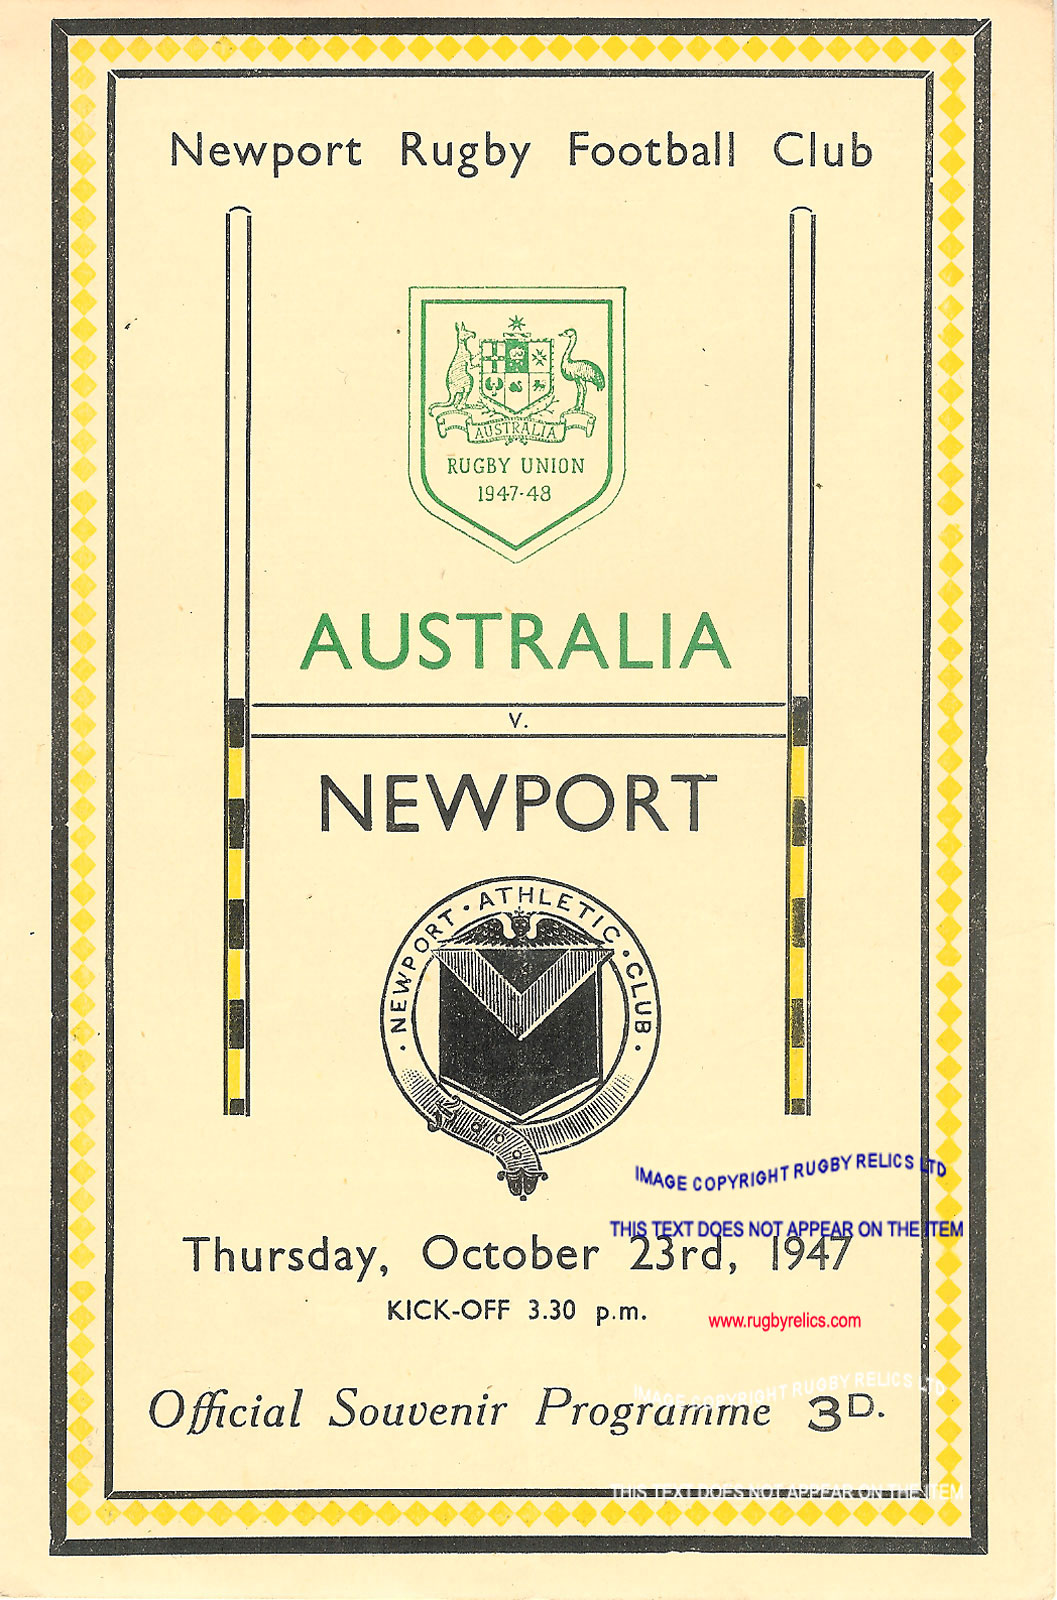 Newport Rugby Football Club
AUSTRALIA
RUGBY UNION
1947-48
AUSTRALIA
V.
NEWPORT
· NEWPORT · ATHLETIC · CLUB ·
IMAGE COPYRIGHT RUGBY RELICS LTD
THIS TEXT DOES NOT APPEAR ON THE ITEM
Thursday, October 23rd, 1947
KICK-OFF 3.30 p.m.
www.rugbyrelics.com
IMAGE COPYRIGHT RUGBY RELICS LTD
Official Souvenir Programme 3D.
THIS TEXT DOES NOT APPEAR ON THE ITEM